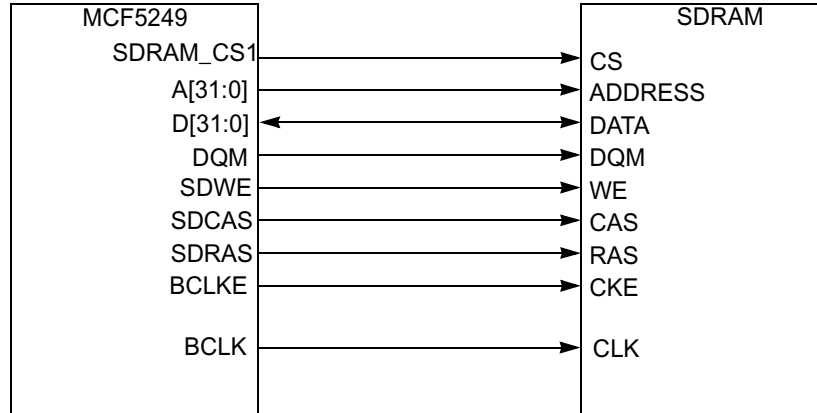 MCF5249
SDRAM
SDRAM_CS1
CS
A[31:0]
ADDRESS
D[31:0]
DATA
DQM
DQM
SDWE
WE
SDCAS
CAS
SDRAS
RAS
BCLKE
CKE
BCLK
CLK